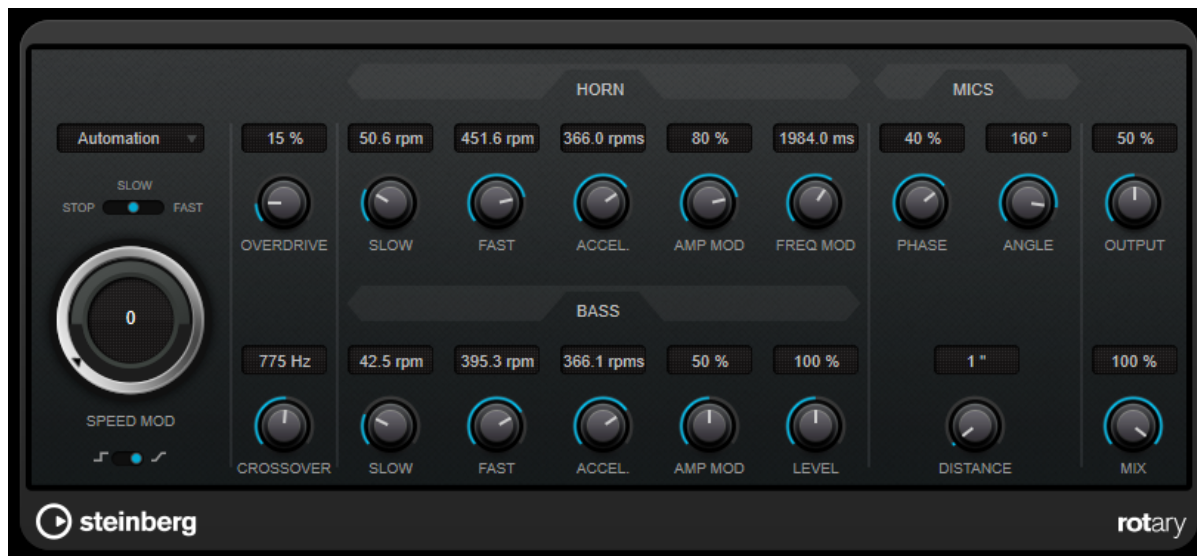 HORN MICS
Automation 15 % 50.6 rpm 451.6 rpm 366.0 rpms 80 % 1984.0 ms 40 % 160 ° 50 %
SLOW
STOP FAST
OVERDRIVE SLOW FAST ACCEL. AMP MOD FREQ MOD PHASE ANGLE OUTPUT
BASS
0
775 Hz 42.5 rpm 395.3 rpm 366.1 rpms 50 % 100 % 1 " 100 %
SPEED MOD
CROSSOVER SLOW FAST ACCEL. AMP MOD LEVEL DISTANCE MIX
steinberg rotary